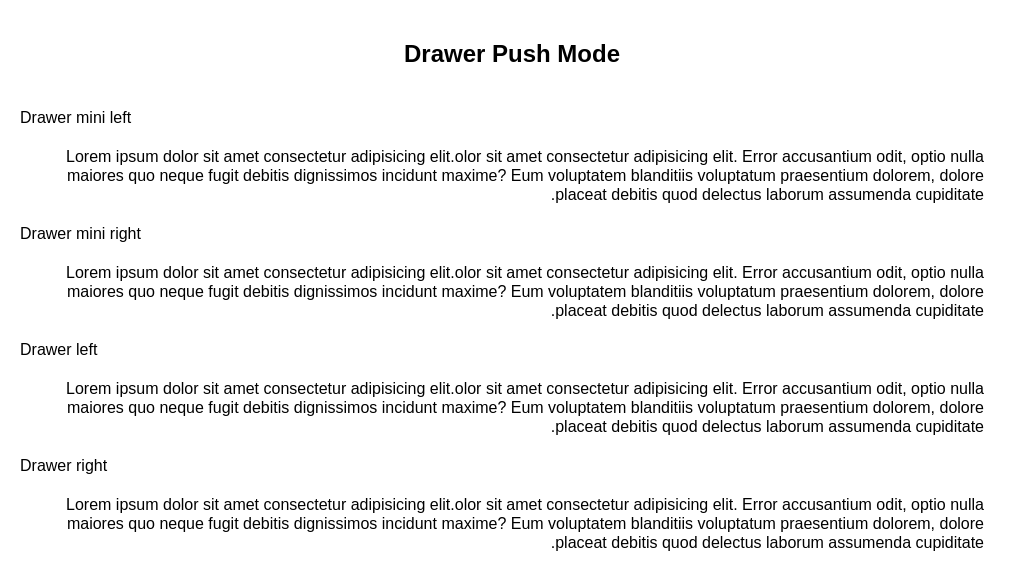 Drawer Push Mode
Drawer mini left
Lorem ipsum dolor sit amet consectetur adipisicing elit.olor sit amet consectetur adipisicing elit. Error accusantium odit, optio nulla
maiores quo neque fugit debitis dignissimos incidunt maxime? Eum voluptatem blanditiis voluptatum praesentium dolorem, dolore
.placeat debitis quod delectus laborum assumenda cupiditate
Drawer mini right
Lorem ipsum dolor sit amet consectetur adipisicing elit.olor sit amet consectetur adipisicing elit. Error accusantium odit, optio nulla
maiores quo neque fugit debitis dignissimos incidunt maxime? Eum voluptatem blanditiis voluptatum praesentium dolorem, dolore
.placeat debitis quod delectus laborum assumenda cupiditate
Drawer left
Lorem ipsum dolor sit amet consectetur adipisicing elit.olor sit amet consectetur adipisicing elit. Error accusantium odit, optio nulla
maiores quo neque fugit debitis dignissimos incidunt maxime? Eum voluptatem blanditiis voluptatum praesentium dolorem, dolore
.placeat debitis quod delectus laborum assumenda cupiditate
Drawer right
Lorem ipsum dolor sit amet consectetur adipisicing elit.olor sit amet consectetur adipisicing elit. Error accusantium odit, optio nulla
maiores quo neque fugit debitis dignissimos incidunt maxime? Eum voluptatem blanditiis voluptatum praesentium dolorem, dolore
.placeat debitis quod delectus laborum assumenda cupiditate